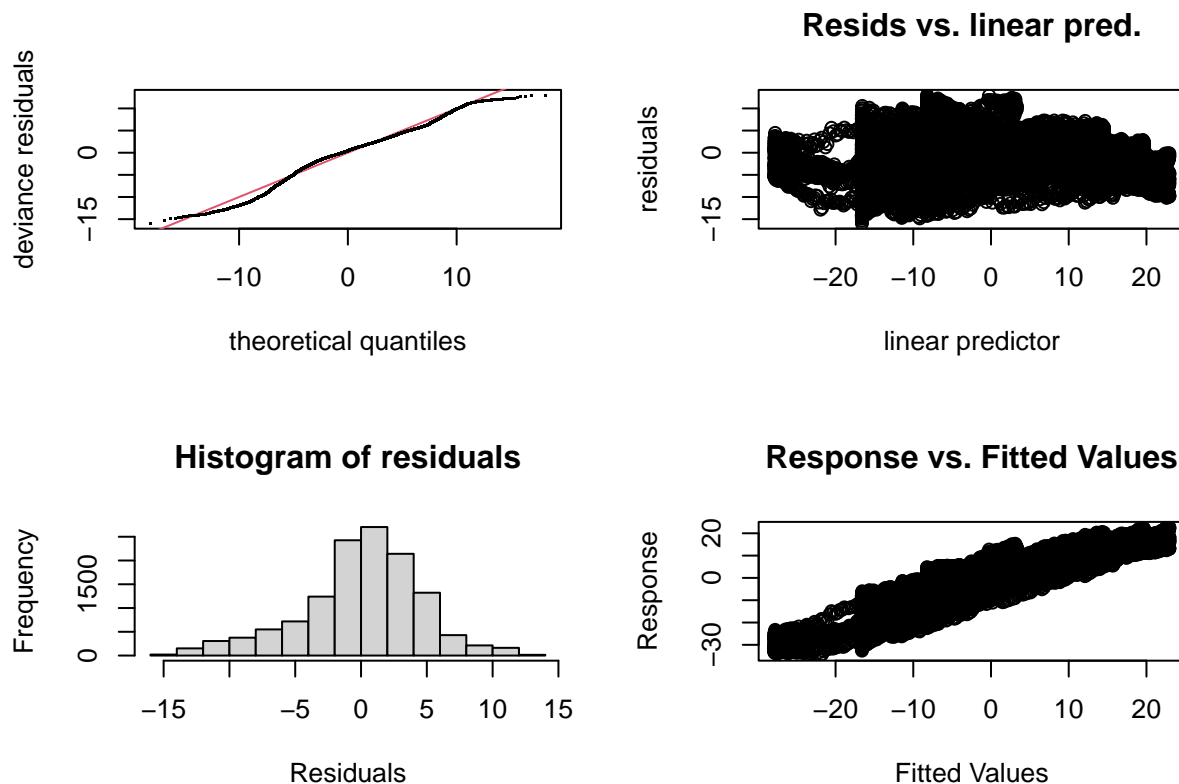 deviance residuals
0
−15
−10 0 10
theoretical quantiles
Resids vs. linear pred.
residuals
0
−15
−20 −10 0 10 20
linear predictor
Histogram of residuals
Frequency
1500
0
−15 −5 0 5 10 15
Residuals
Response vs. Fitted Values
Response
20
0
−30
−20 −10 0 10 20
Fitted Values